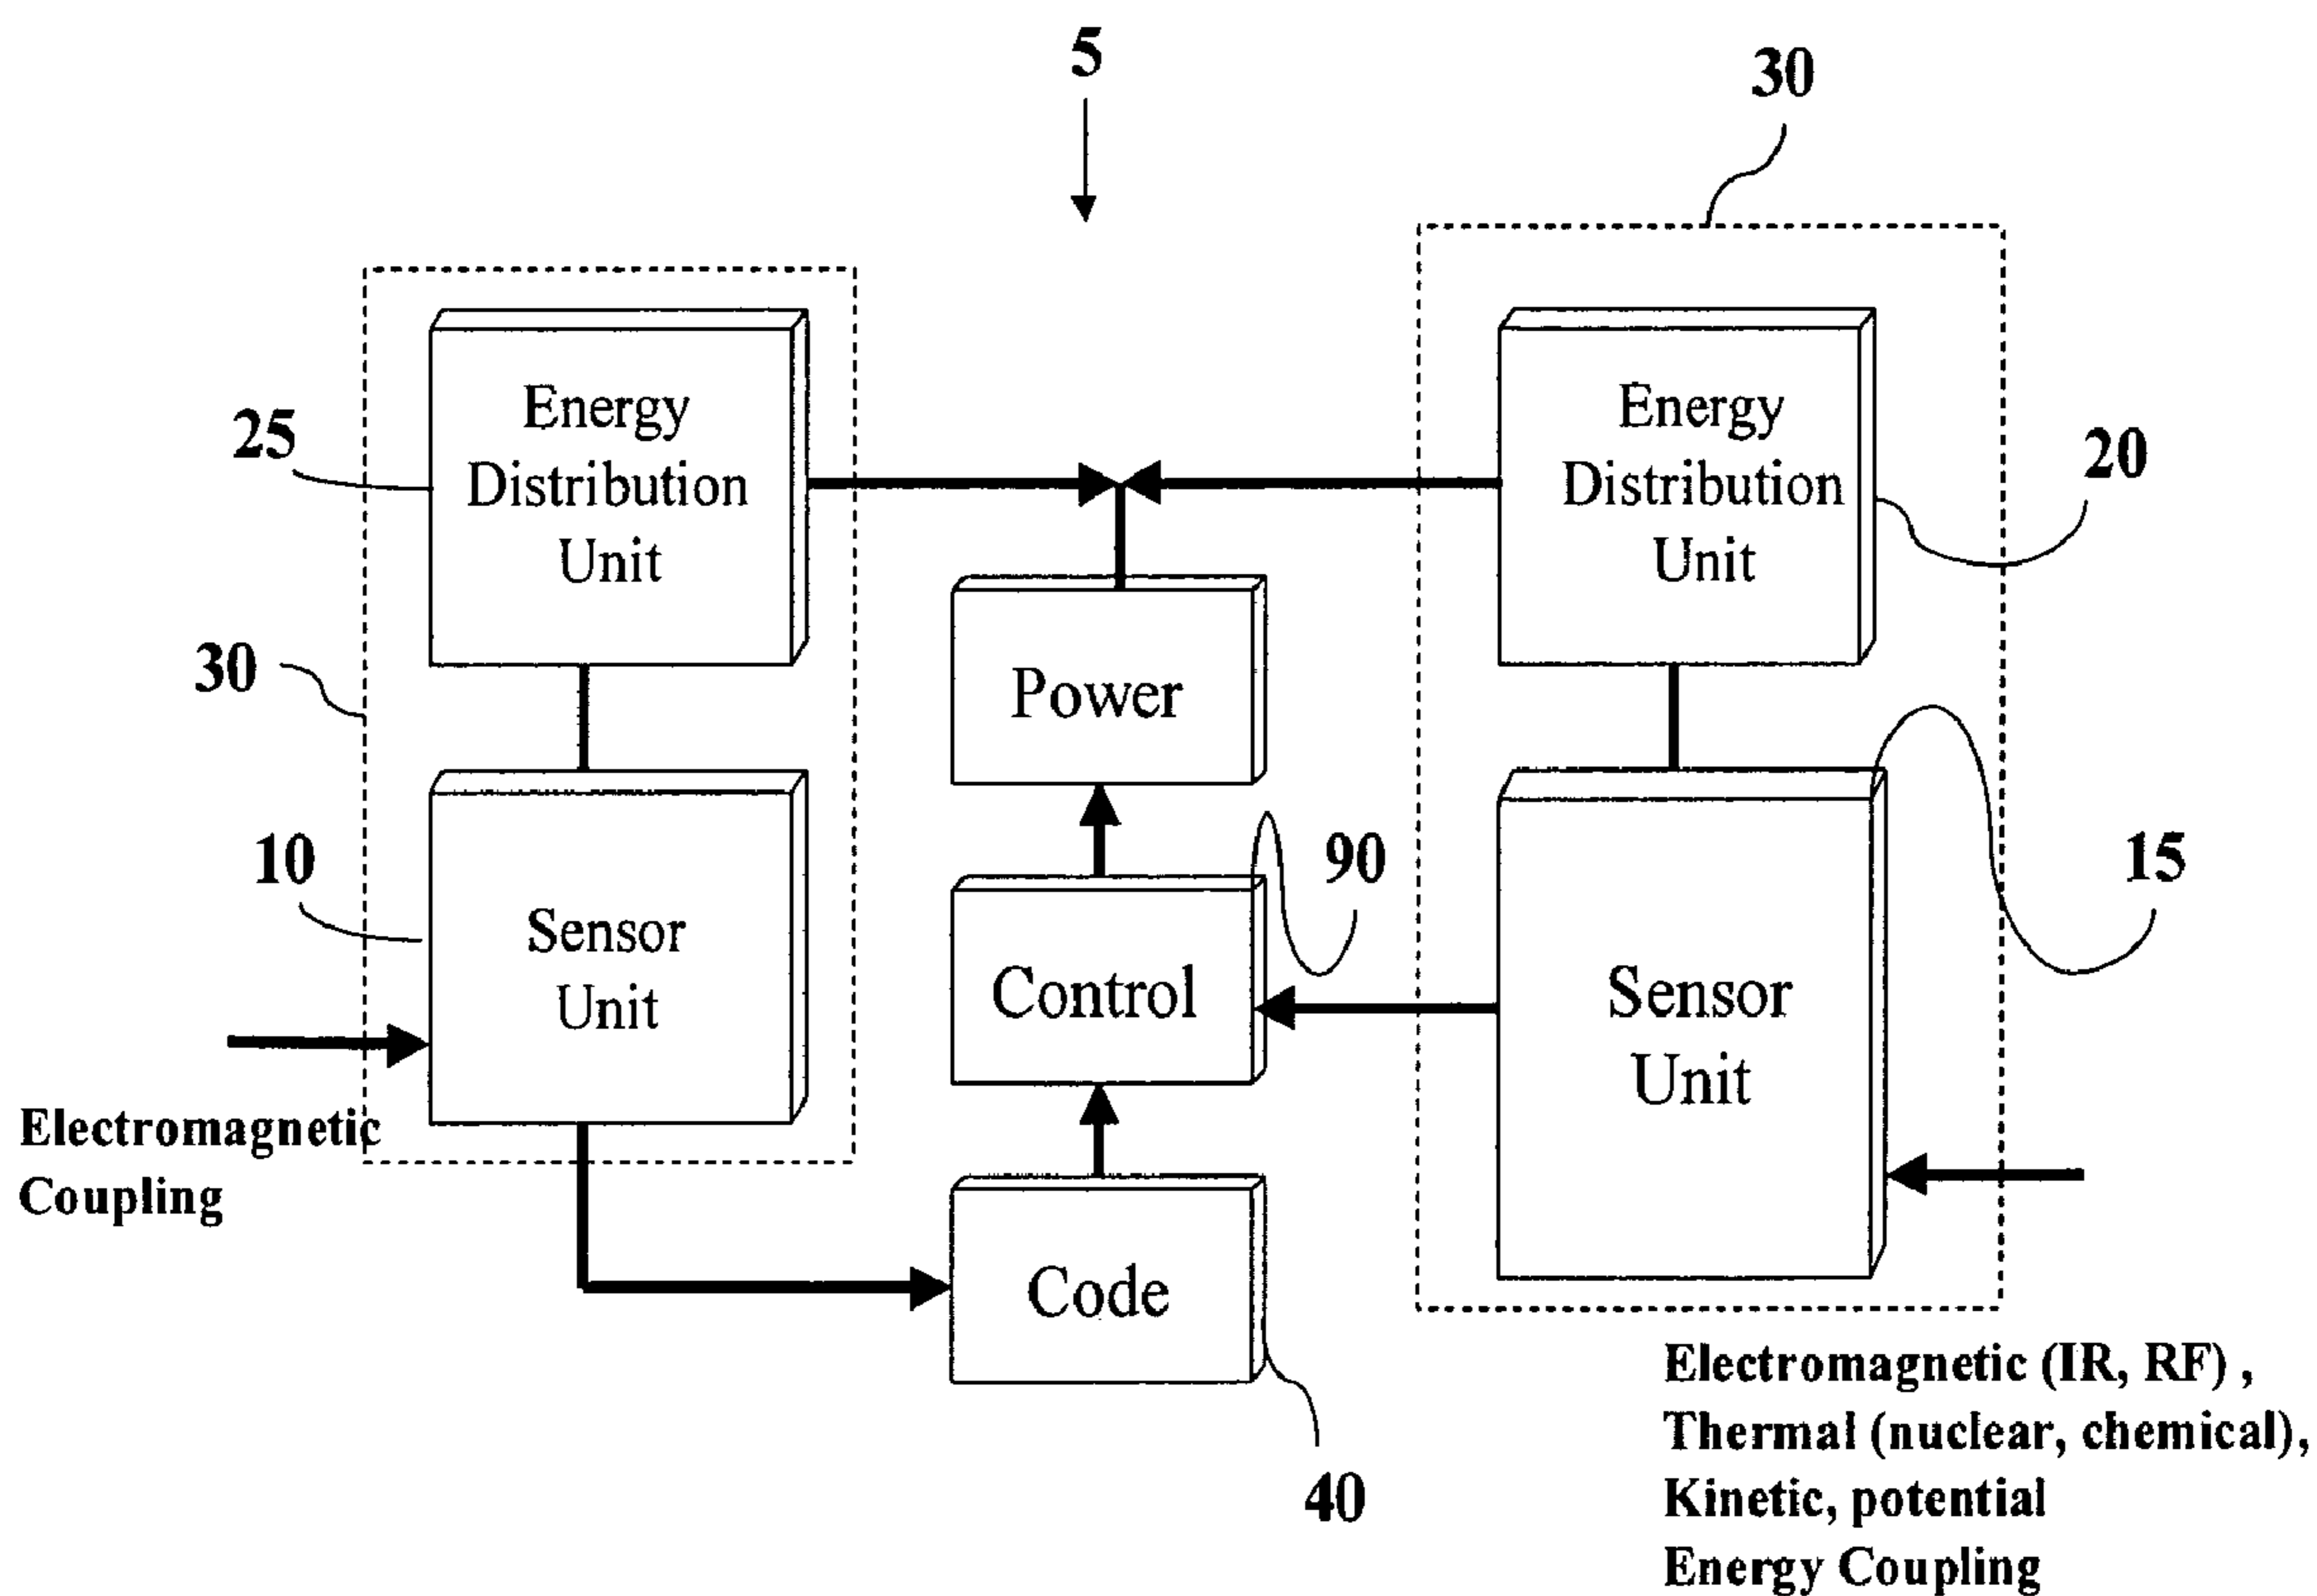 5
30
25
Energy
Distribution
Unit
Energy
Distribution
Unit
20
30
Power
10
Sensor
Unit
90
Control
15
Sensor
Unit
Electromagnetic
Coupling
Code
40
Electromagnetic (IR, RF) ,
Thermal (nuclear, chemical),
Kinetic, potential
Energy Coupling